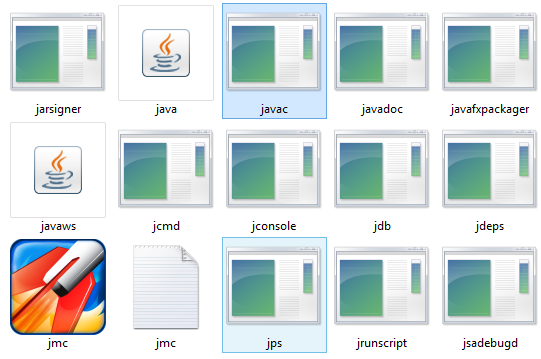 jarsigner
java
javac
javadoc
javafxpackager
javaws
jcmd
jconsole
jdb
jdeps
jmc
jmc
jps
jrunscript
jsadebugd